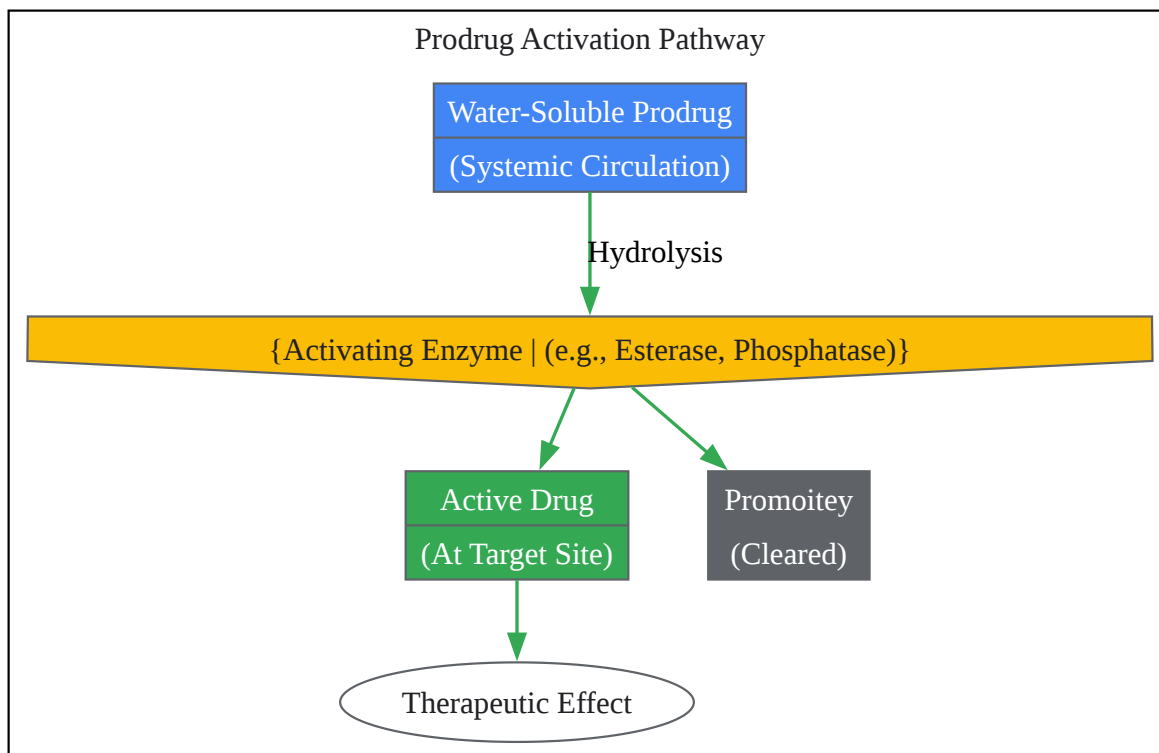 Prodrug Activation Pathway
Water-Soluble Prodrug
(Systemic Circulation)
Hydrolysis
{Activating Enzyme | (e.g., Esterase, Phosphatase)}
Active Drug
(At Target Site)
Promoitey
(Cleared)
Therapeutic Effect